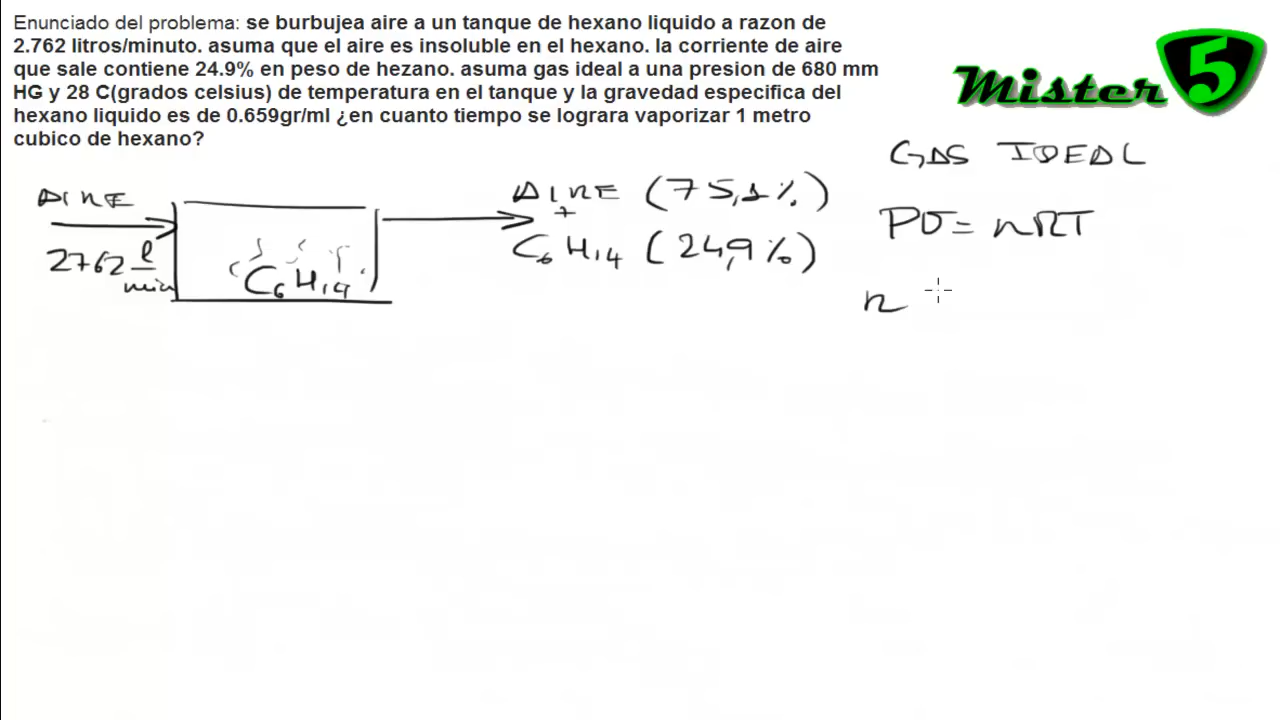 Enunciado del problema: se burbujea aire a un tanque de hexano liquido a razon de
2.762 litros/minuto. asuma que el aire es insoluble en el hexano. la corriente de aire
que sale contiene 24.9% en peso de hezano. asuma gas ideal a una presion de 680 mm
HG y 28 C(grados celsius) de temperatura en el tanque y la gravedad especifica del
hexano liquido es de 0.659gr/ml ¿en cuanto tiempo se lograra vaporizar 1 metro
cubico de hexano?
Mister 5
GAS IDEAL
AIRE
2762 l/min
C6H14
AIRE (75,1%)
+
C6H14 (24,9%)
PV = nRT
n